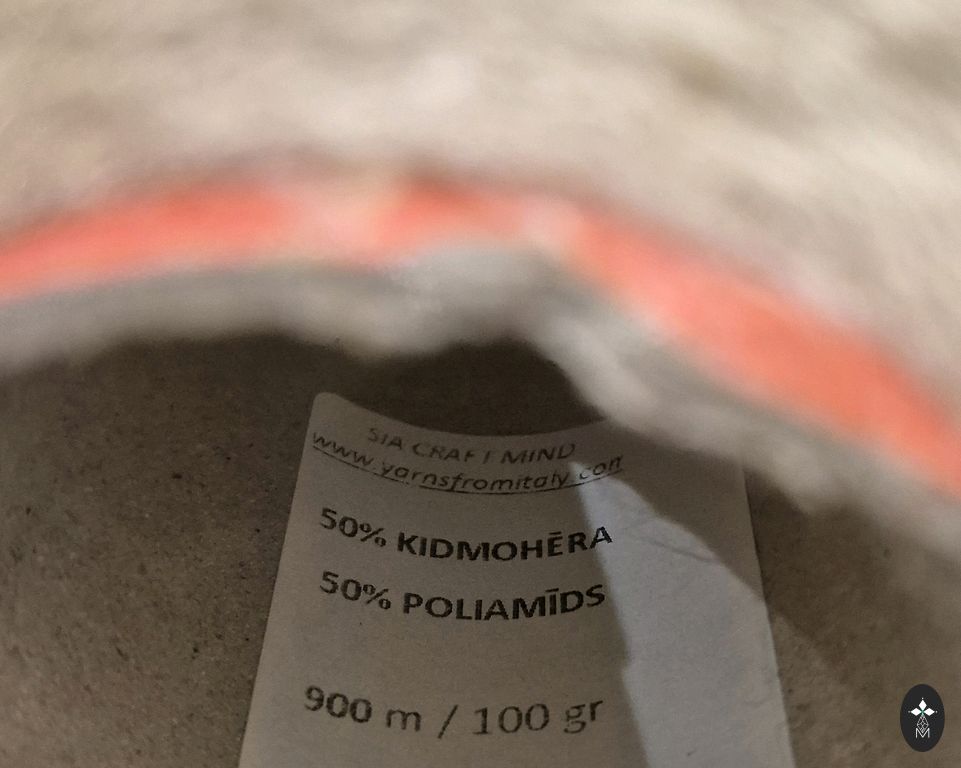 SIA CRAFT MIND
www.yarnsfromitaly.com
50% KIDMOHĒRA
50% POLIAMĪDS
900 m / 100 gr